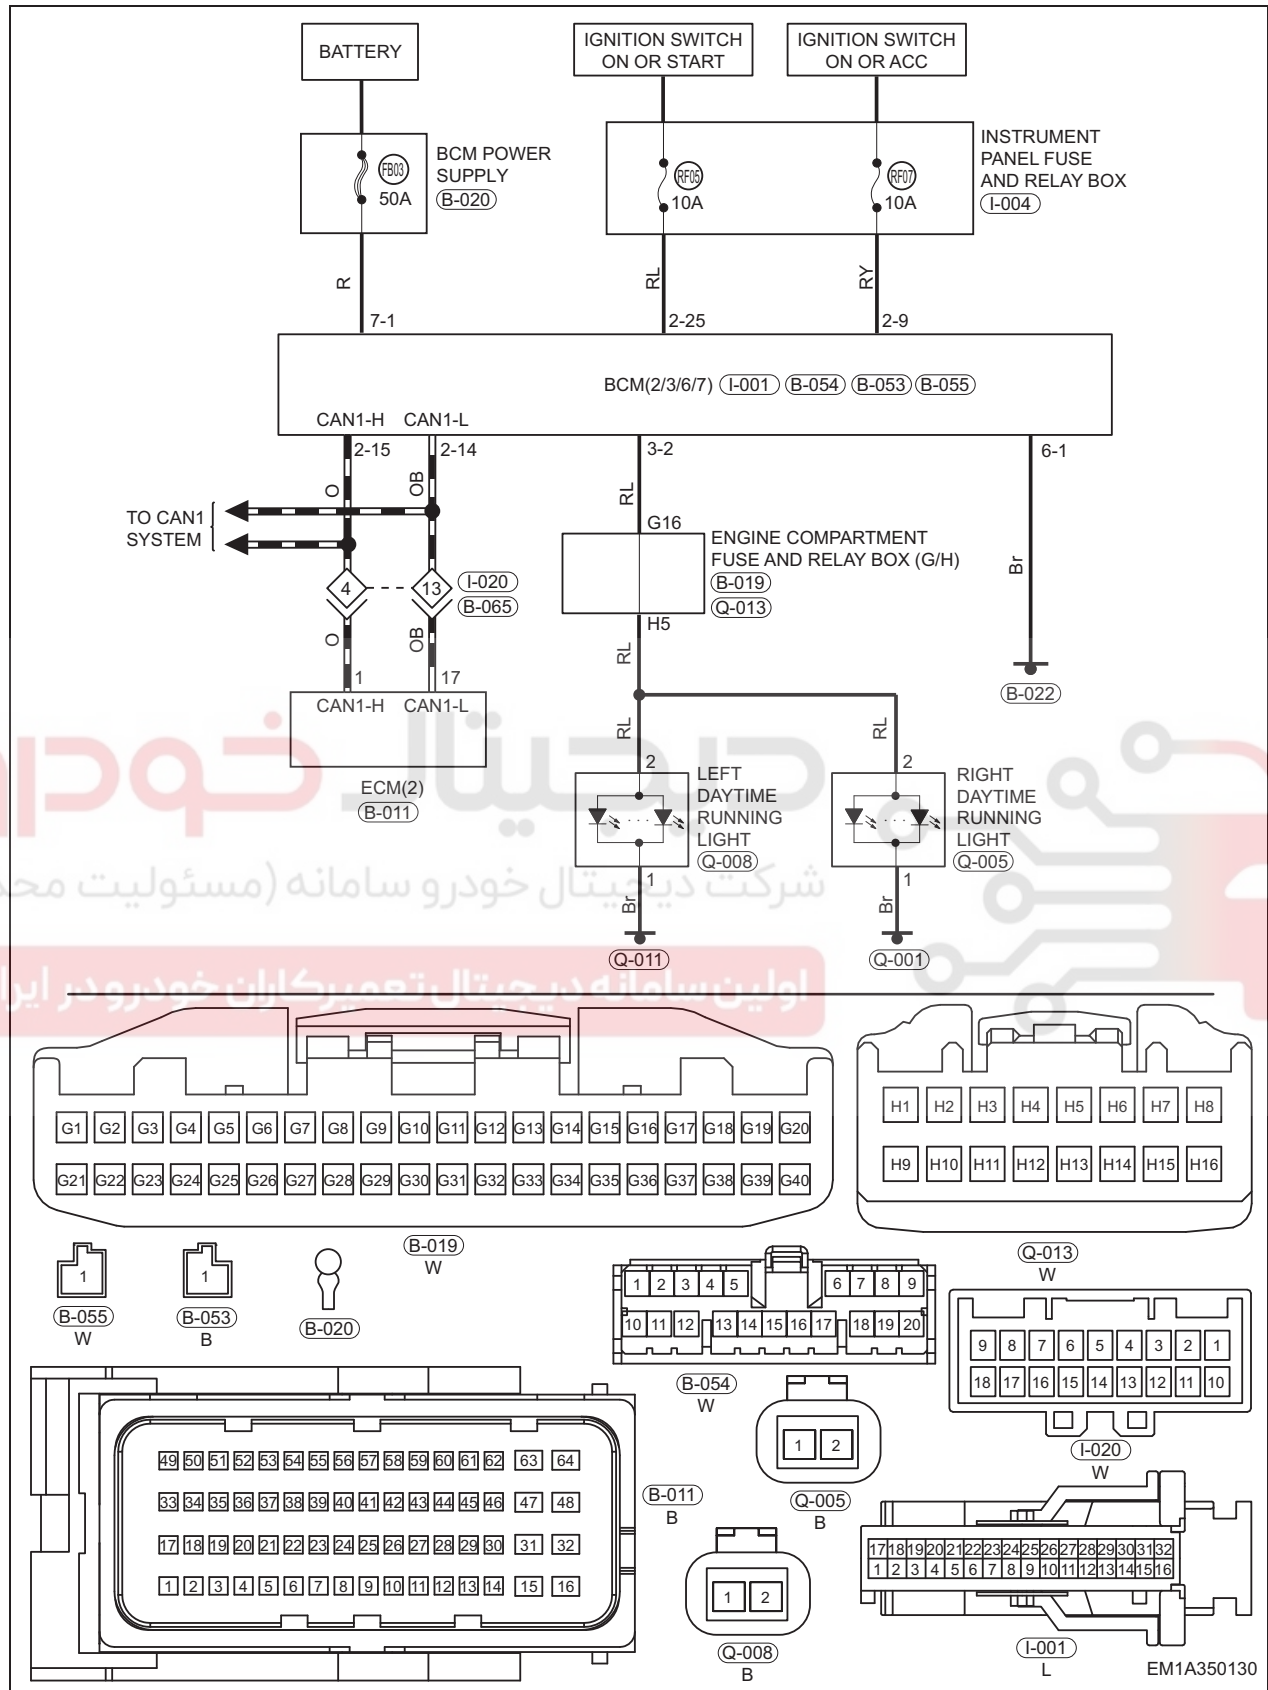 BATTERY
IGNITION SWITCH
ON OR START
IGNITION SWITCH
ON OR ACC
FB03
50A
BCM POWER
SUPPLY
B-020
RF05
10A
RF07
10A
INSTRUMENT
PANEL FUSE
AND RELAY BOX
I-004
R
RL
RY
7-1
2-25
2-9
BCM(2/3/6/7) I-001 B-054 B-053 B-055
CAN1-H CAN1-L
2-15 2-14 3-2 6-1
O OB RL Br
TO CAN1
SYSTEM
G16
ENGINE COMPARTMENT
FUSE AND RELAY BOX (G/H)
B-019
Q-013
4 13 I-020
B-065
H5
O OB RL
1 17
CAN1-H CAN1-L
ECM(2)
B-011
B-022
RL RL
2 2
LEFT
DAYTIME
RUNNING
LIGHT
Q-008
RIGHT
DAYTIME
RUNNING
LIGHT
Q-005
1 1
Br Br
Q-011 Q-001
دیجیتال خودرو
شرکت دیجیتال خودرو سامانه (مسئولیت محد
اولین سامانه دیجیتال تعمیرکاران خودرو در ایرا
G1 G2 G3 G4 G5 G6 G7 G8 G9 G10 G11 G12 G13 G14 G15 G16 G17 G18 G19 G20
G21 G22 G23 G24 G25 G26 G27 G28 G29 G30 G31 G32 G33 G34 G35 G36 G37 G38 G39 G40
B-019
W
H1 H2 H3 H4 H5 H6 H7 H8
H9 H10 H11 H12 H13 H14 H15 H16
Q-013
W
1
B-055
W
1
B-053
B
B-020
1 2 3 4 5 6 7 8 9
10 11 12 13 14 15 16 17 18 19 20
B-054
W
9 8 7 6 5 4 3 2 1
18 17 16 15 14 13 12 11 10
I-020
W
49 50 51 52 53 54 55 56 57 58 59 60 61 62 63 64
33 34 35 36 37 38 39 40 41 42 43 44 45 46 47 48
17 18 19 20 21 22 23 24 25 26 27 28 29 30 31 32
1 2 3 4 5 6 7 8 9 10 11 12 13 14 15 16
B-011
B
1 2
Q-005
B
1 2
Q-008
B
17 18 19 20 21 22 23 24 25 26 27 28 29 30 31 32
1 2 3 4 5 6 7 8 9 10 11 12 13 14 15 16
I-001
L
EM1A350130